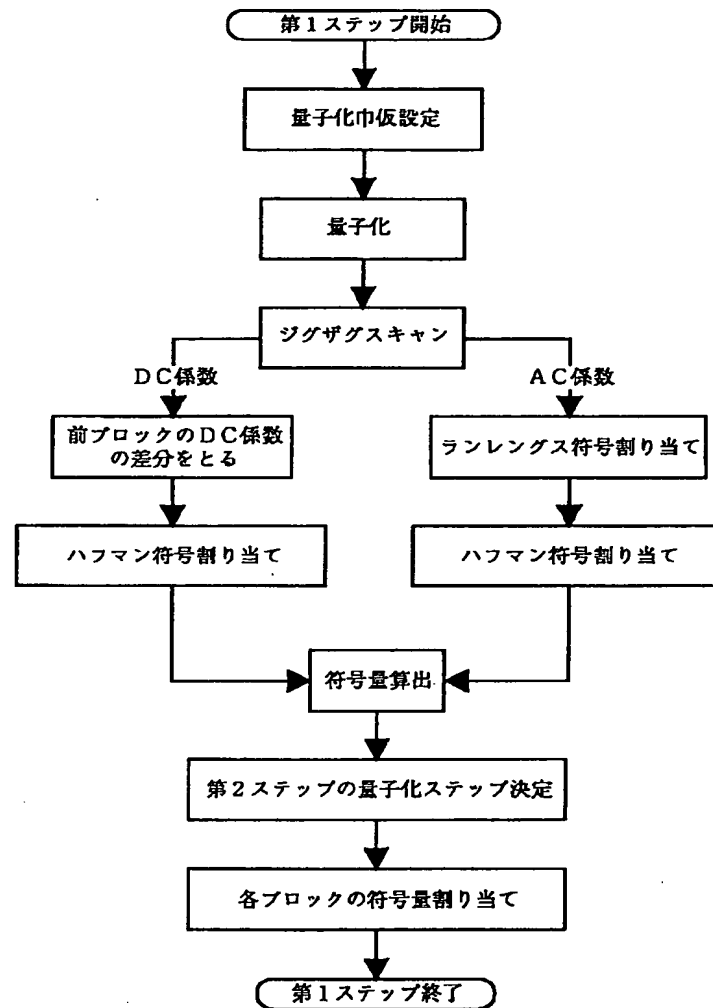 第1ステップ開始
量子化巾仮設定
量子化
ジグザグスキャン
DC係数
AC係数
前ブロックのDC係数
の差分をとる
ランレングス符号割り当て
ハフマン符号割り当て
ハフマン符号割り当て
符号量算出
第2ステップの量子化ステップ決定
各ブロックの符号量割り当て
第1ステップ終了